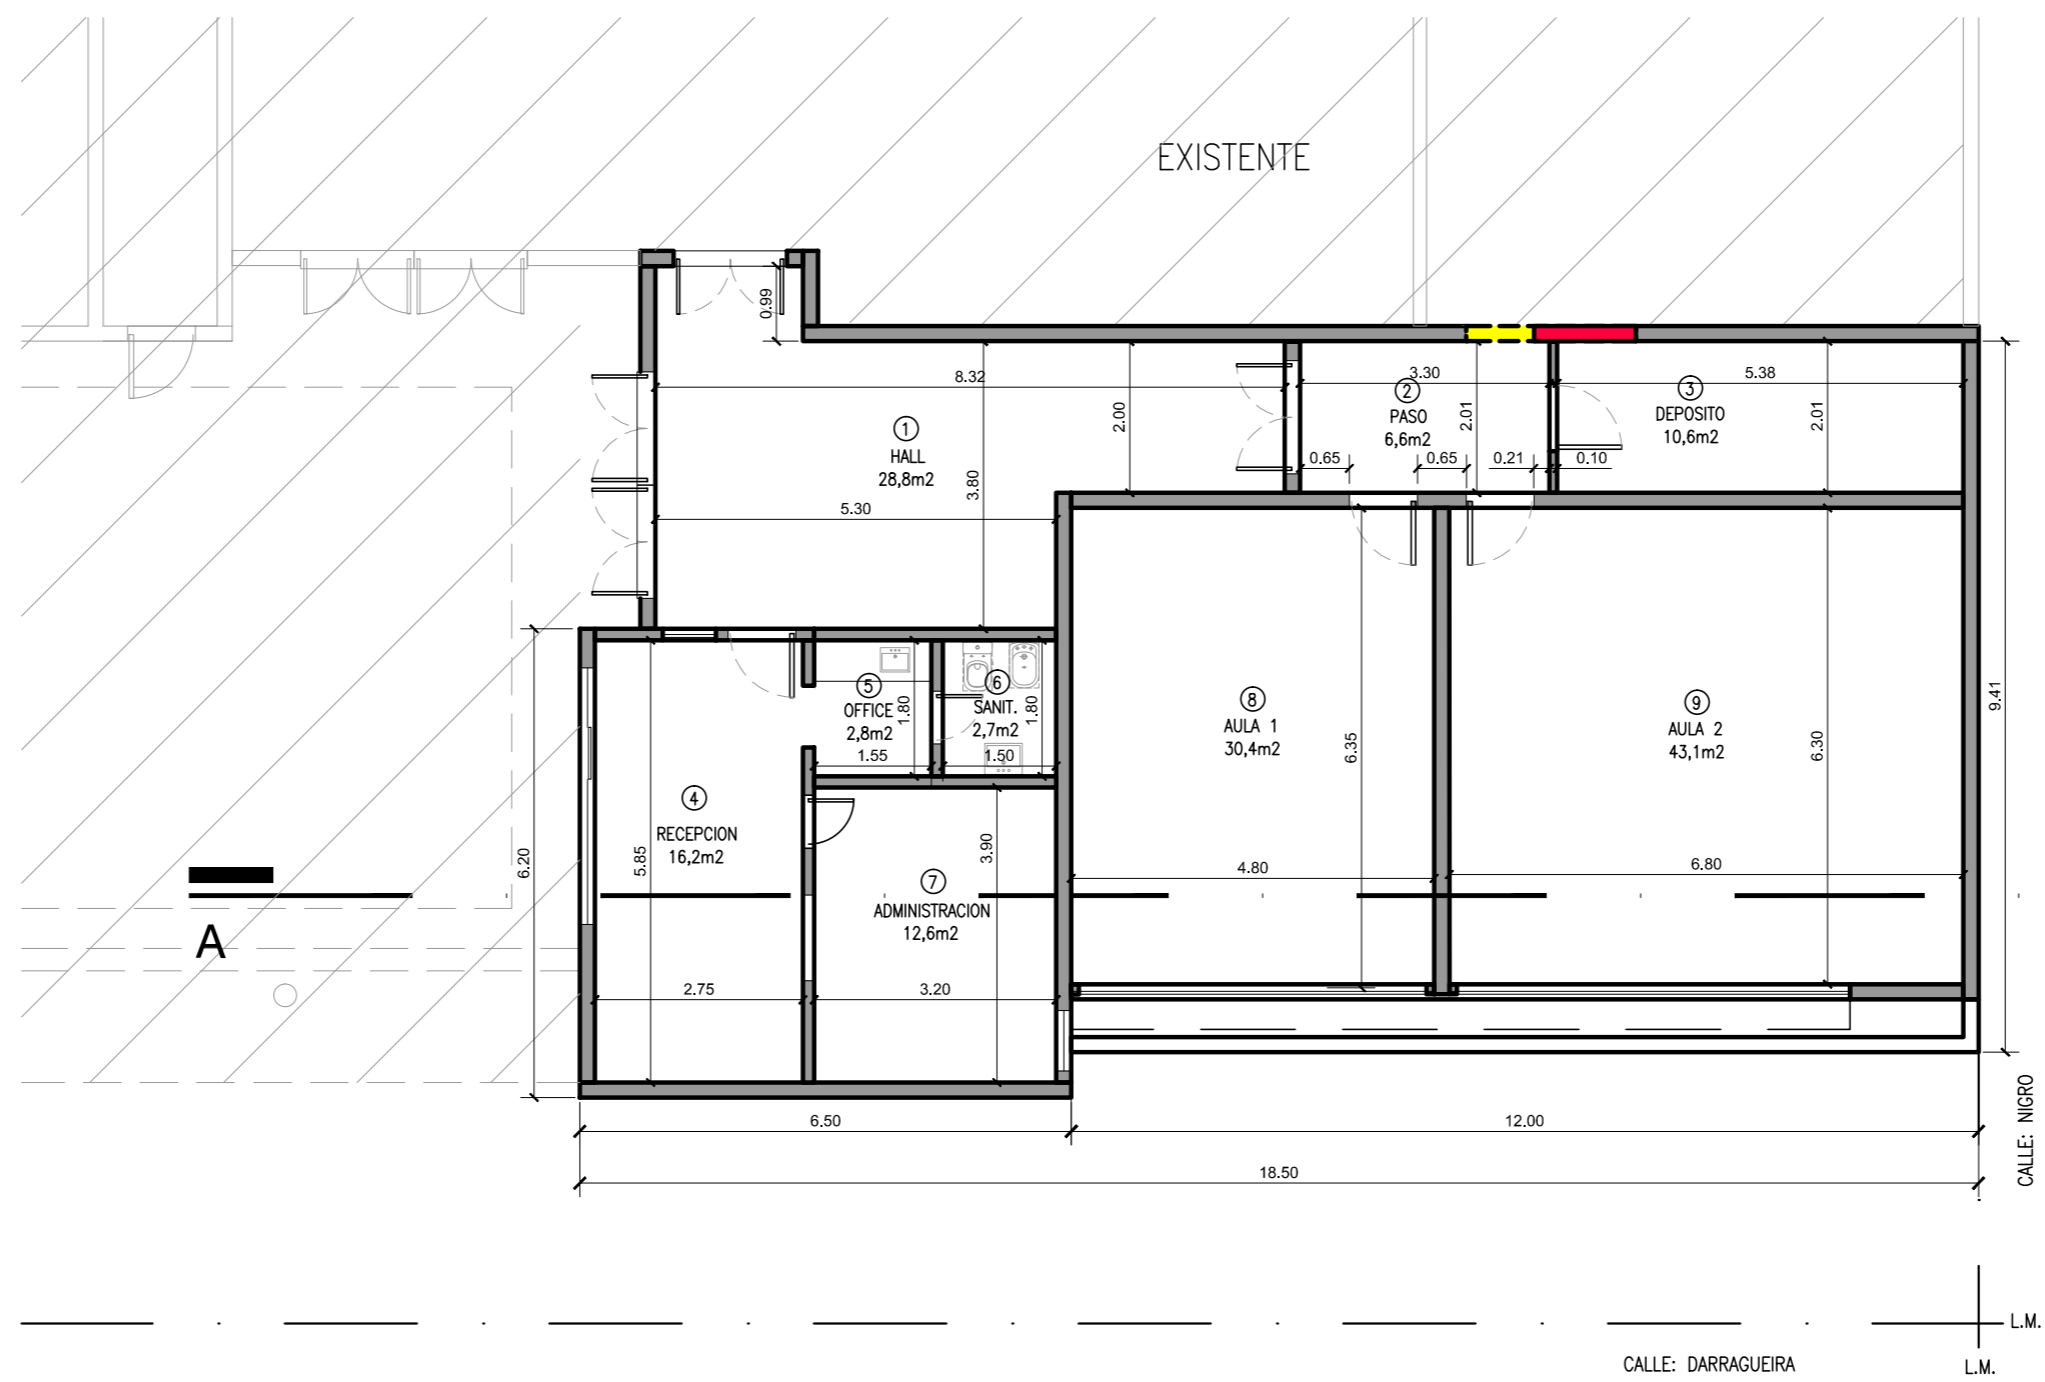 EXISTENTE
0.99
8.32
3.30
5.38
1
HALL
28,8m2
2.00
2
PASO
6,6m2
2.01
3
DEPOSITO
10,6m2
2.01
0.65
0.65
0.21
0.10
3.80
5.30
5
OFFICE
2,8m2
1.80
1.55
6
SANIT.
2,7m2
1.80
1.50
8
AULA 1
30,4m2
6.35
9
AULA 2
43,1m2
6.30
9.41
4
RECEPCION
16,2m2
5.85
6.20
3.90
4.80
6.80
7
ADMINISTRACION
12,6m2
A
2.75
3.20
6.50
12.00
18.50
CALLE: NIGRO
L.M.
CALLE: DARRAGUEIRA
L.M.